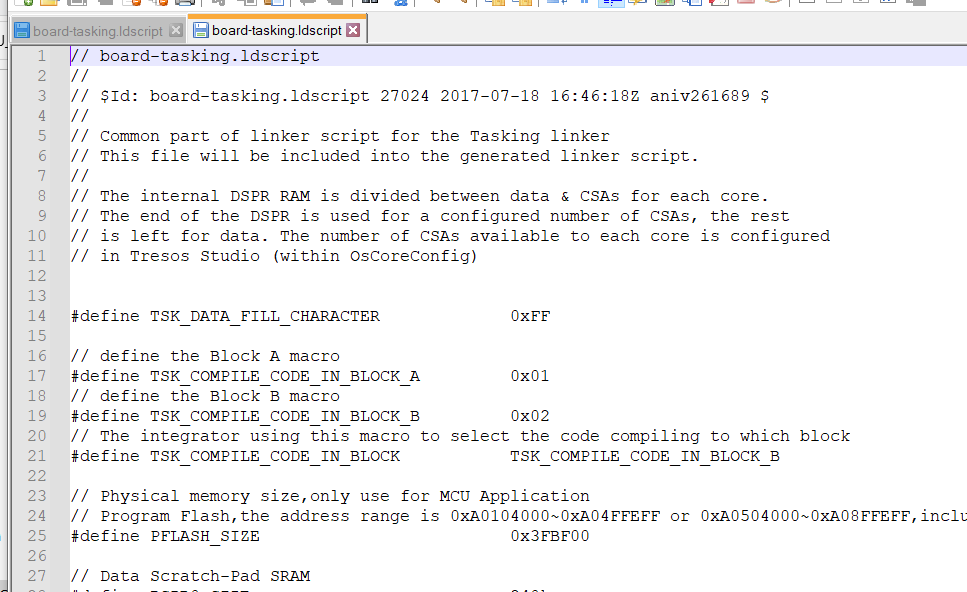 board-tasking.ldscript board-tasking.ldscript
1 // board-tasking.ldscript
2 //
3 // $Id: board-tasking.ldscript 27024 2017-07-18 16:46:18Z aniv261689 $
4 //
5 // Common part of linker script for the Tasking linker
6 // This file will be included into the generated linker script.
7 //
8 // The internal DSPR RAM is divided between data & CSAs for each core.
9 // The end of the DSPR is used for a configured number of CSAs, the rest
10 // is left for data. The number of CSAs available to each core is configured
11 // in Tresos Studio (within OsCoreConfig)
12
13
14 #define TSK_DATA_FILL_CHARACTER 0xFF
15
16 // define the Block A macro
17 #define TSK_COMPILE_CODE_IN_BLOCK_A 0x01
18 // define the Block B macro
19 #define TSK_COMPILE_CODE_IN_BLOCK_B 0x02
20 // The integrator using this macro to select the code compiling to which block
21 #define TSK_COMPILE_CODE_IN_BLOCK TSK_COMPILE_CODE_IN_BLOCK_B
22
23 // Physical memory size,only use for MCU Application
24 // Program Flash,the address range is 0xA0104000~0xA04FFEFF or 0xA0504000~0xA08FFEFF,inclu
25 #define PFLASH_SIZE 0x3FBF00
26
27 // Data Scratch-Pad SRAM